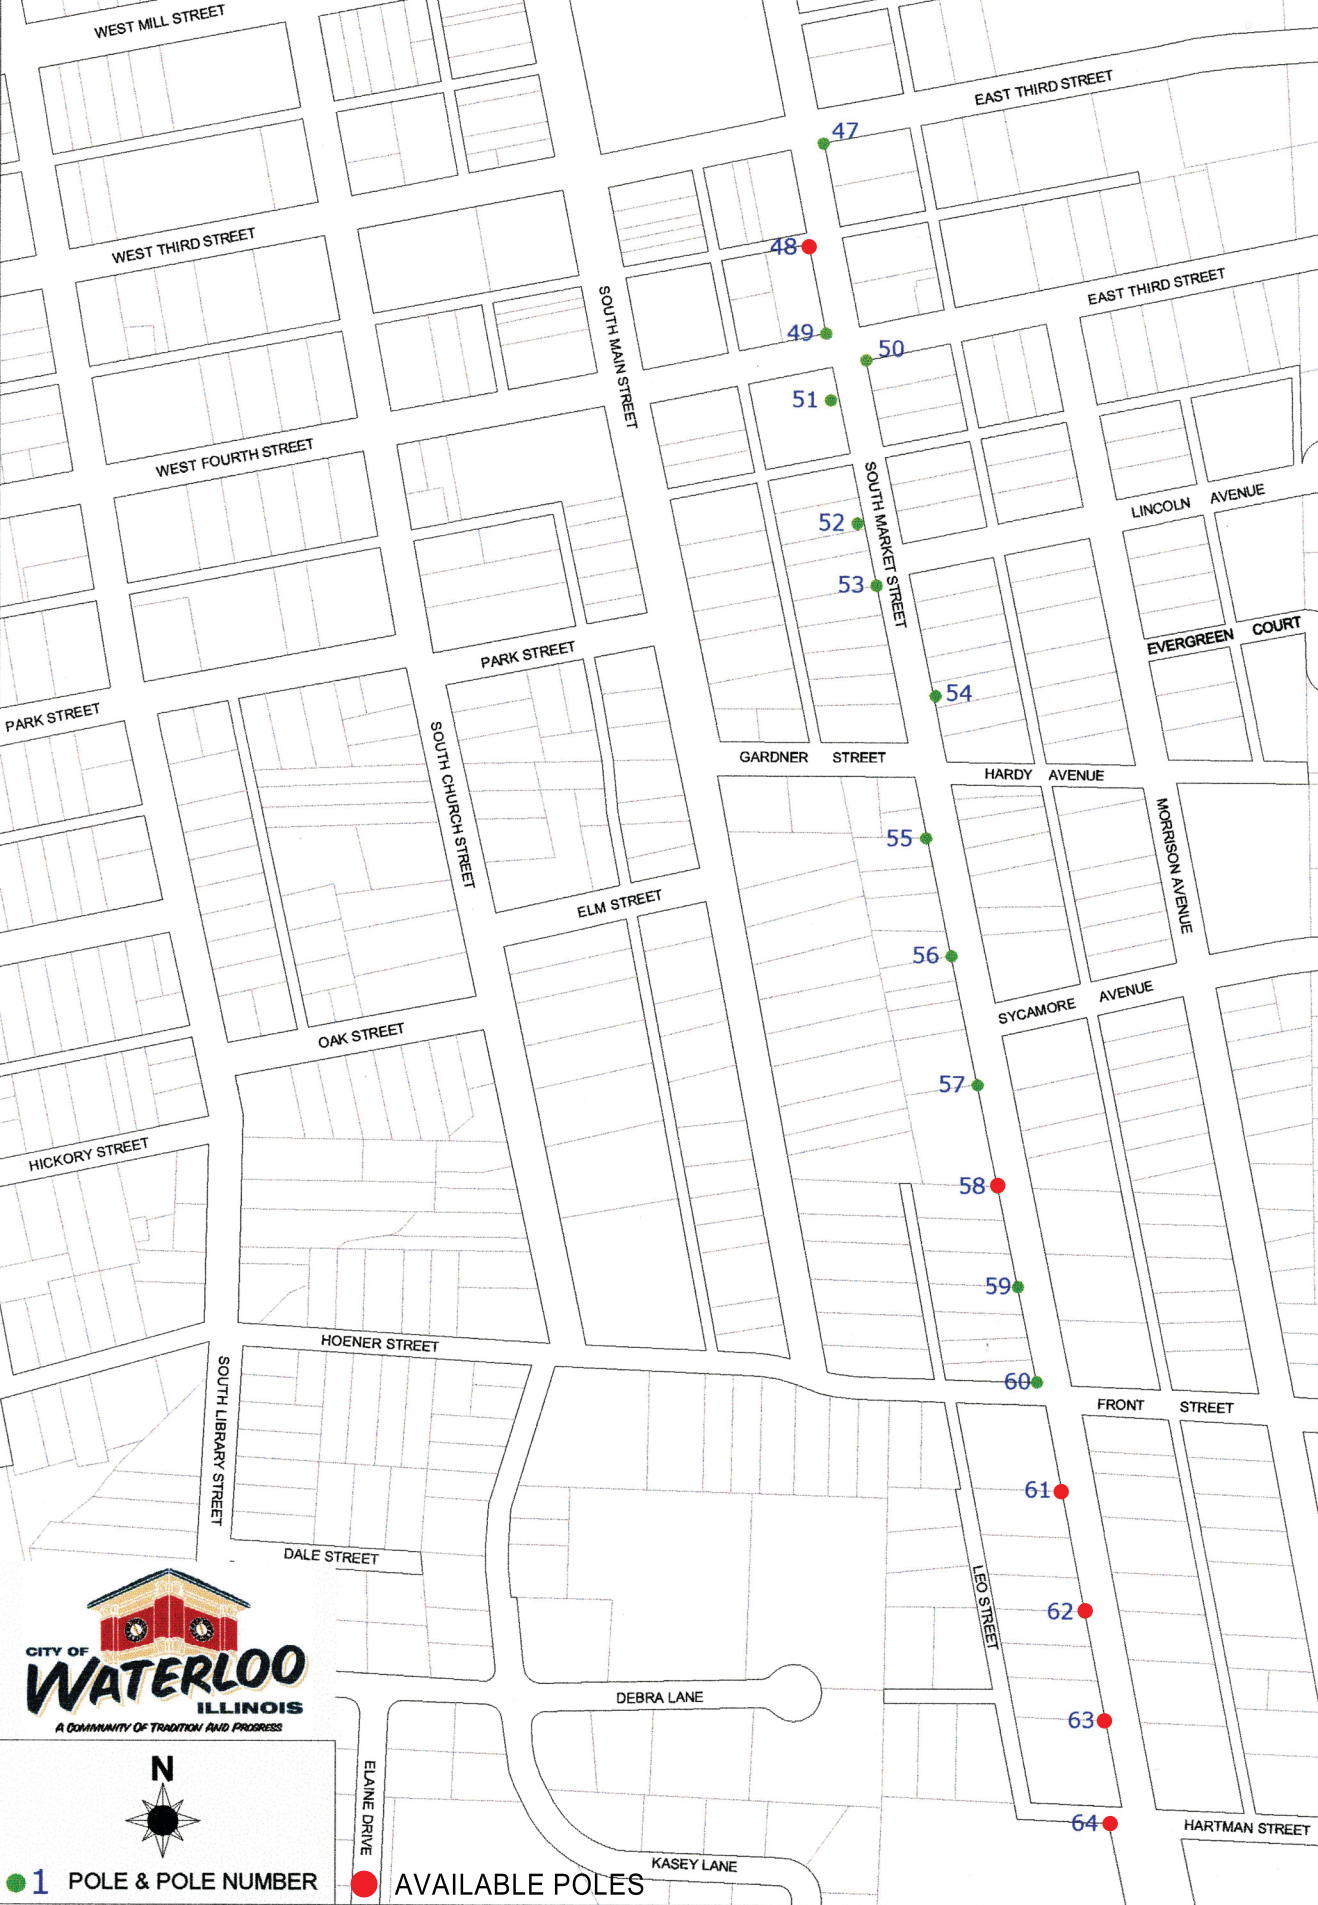 WEST MILL STREET
EAST THIRD STREET
47
WEST THIRD STREET
48
EAST THIRD STREET
SOUTH MAIN STREET
49
50
51
WEST FOURTH STREET
SOUTH MARKET STREET
LINCOLN AVENUE
52
53
EVERGREEN COURT
PARK STREET
54
PARK STREET
SOUTH CHURCH STREET
GARDNER STREET
HARDY AVENUE
MORRISON AVENUE
55
ELM STREET
56
SYCAMORE AVENUE
OAK STREET
57
HICKORY STREET
58
59
HOENER STREET
SOUTH LIBRARY STREET
60
FRONT STREET
61
DALE STREET
LEO STREET
62
CITY OF
WATERLOO
ILLINOIS
A COMMUNITY OF TRADITION AND PROGRESS
DEBRA LANE
63
N
ELAINE DRIVE
64
HARTMAN STREET
KASEY LANE
1 POLE & POLE NUMBER
AVAILABLE POLES